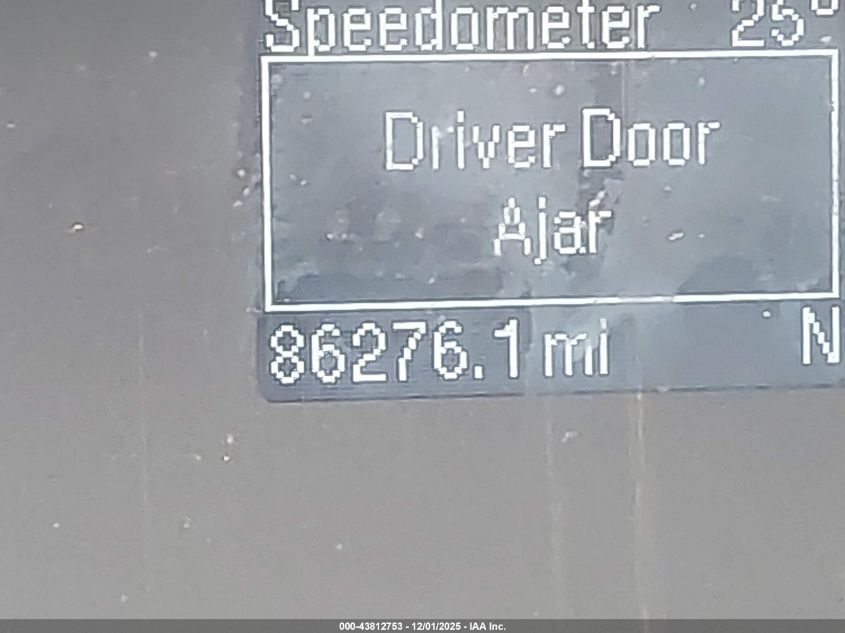 Speedometer 25°
Driver Door
Ajar
86276.1 mi N
000-43812753 - 12/01/2025 - IAA Inc.